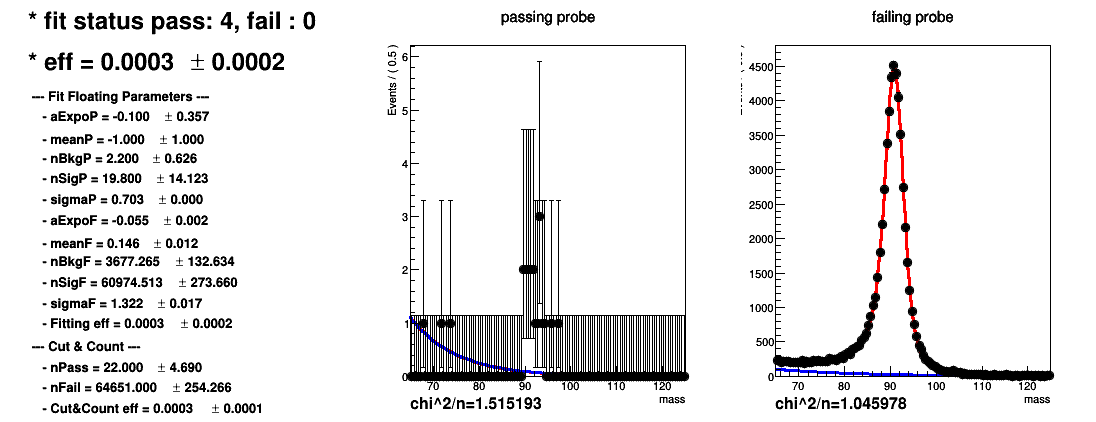 * fit status pass: 4, fail : 0
* eff = 0.0003 ± 0.0002
--- Fit Floating Parameters ---
- aExpoP = -0.100 ± 0.357
- meanP = -1.000 ± 1.000
- nBkgP = 2.200 ± 0.626
- nSigP = 19.800 ± 14.123
- sigmaP = 0.703 ± 0.000
- aExpoF = -0.055 ± 0.002
- meanF = 0.146 ± 0.012
- nBkgF = 3677.265 ± 132.634
- nSigF = 60974.513 ± 273.660
- sigmaF = 1.322 ± 0.017
- Fitting eff = 0.0003 ± 0.0002
--- Cut & Count ---
- nPass = 22.000 ± 4.690
- nFail = 64651.000 ± 254.266
- Cut&Count eff = 0.0003 ± 0.0001
passing probe
Events / ( 0.5 )
6
5
4
3
2
1
0
70 80 90 100 110 120
mass
chi^2/n=1.515193
failing probe
4500
4000
3500
3000
2500
2000
1500
1000
500
0
70 80 90 100 110 120
mass
chi^2/n=1.045978